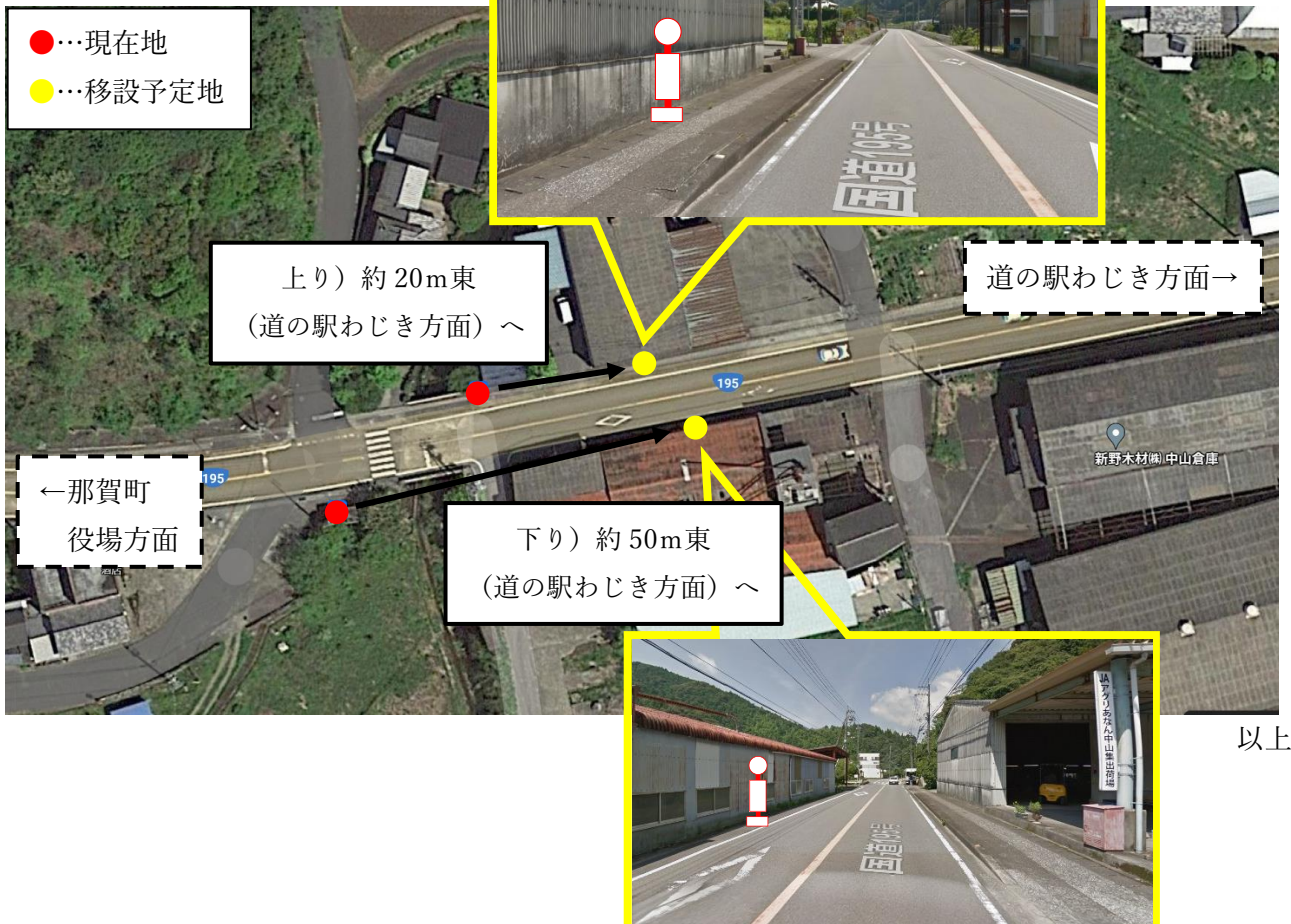 ●…現在地
●…移設予定地
国道195号
上り）約20m東
（道の駅わじき方面）へ
道の駅わじき方面→
195
195
新野木材㈱中山倉庫
←那賀町
役場方面
下り）約50m東
（道の駅わじき方面）へ
酒店
JAアグリあなん中山集出荷場
国道195号
以上